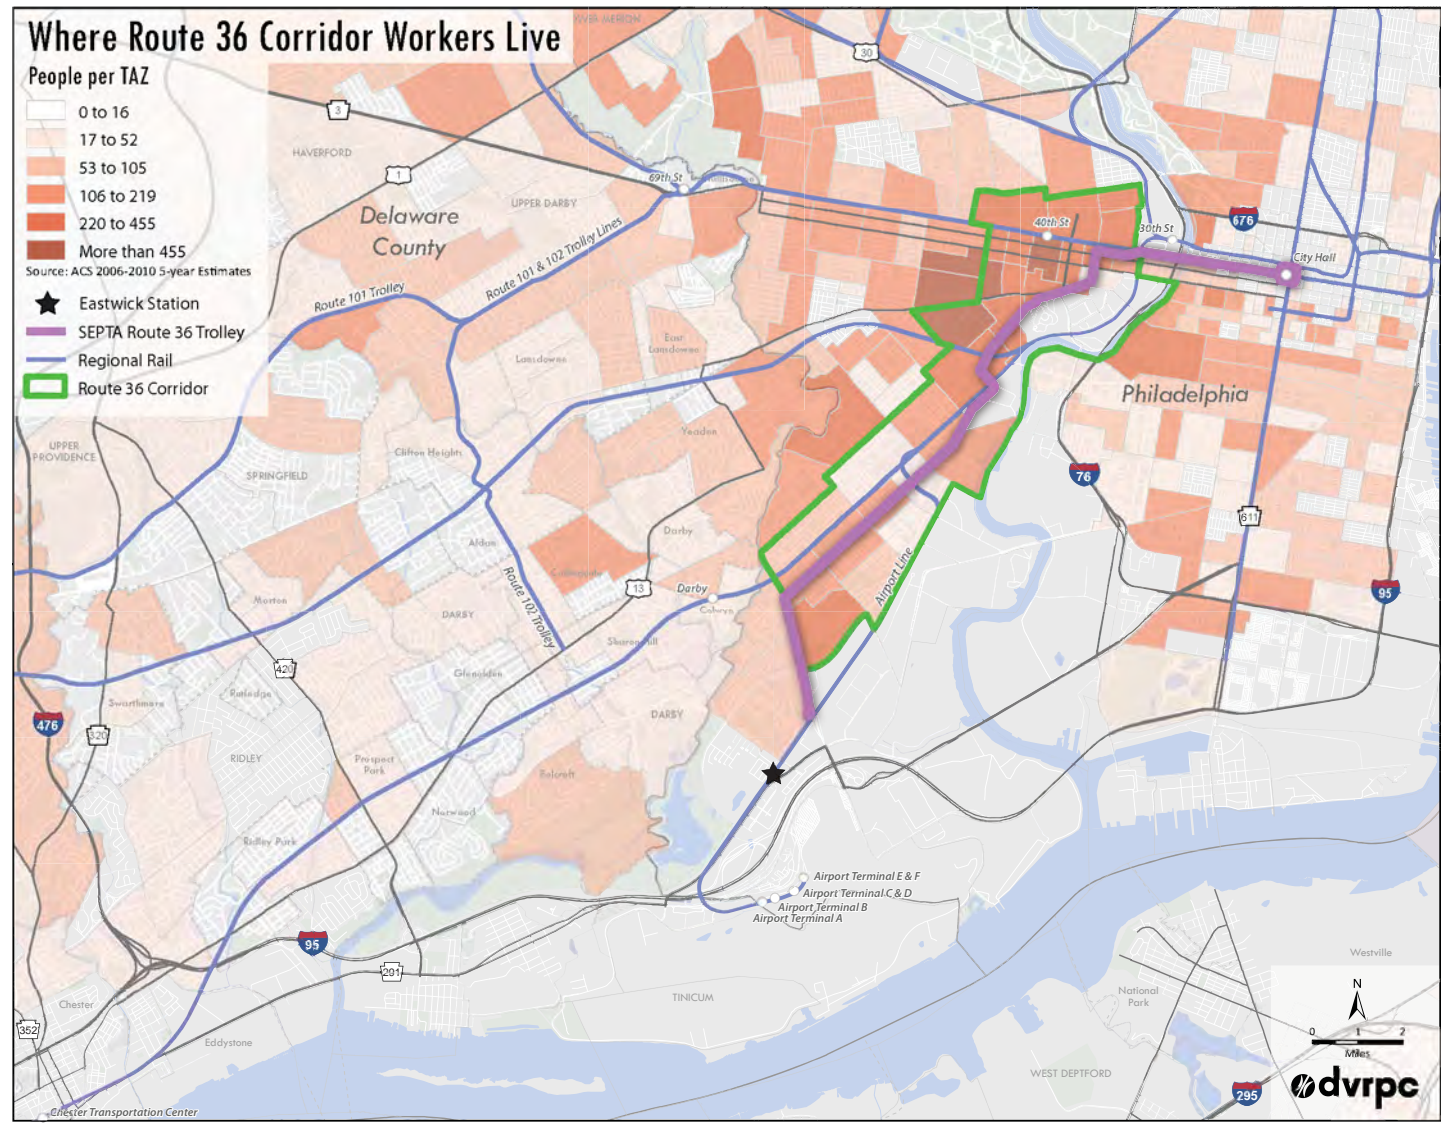 Where Route 36 Corridor Workers Live
People per TAZ
0 to 16
17 to 52
53 to 105
106 to 219
220 to 455
More than 455
Source: ACS 2006-2010 5-year Estimates
Eastwick Station
SEPTA Route 36 Trolley
Regional Rail
Route 36 Corridor
30
3
HAVERFORD
1
69th St
UPPER DARBY
Delaware
County
Route 101 & 102 Trolley Lines
Route 101 Trolley
40th St
30th St
676
City Hall
East
Lansdowne
Lansdowne
Philadelphia
Yeadon
UPPER
PROVIDENCE
Clifton Heights
SPRINGFIELD
76
611
Darby
Aldan
Route 102 Trolley
13
Darby
Colwyn
Airport Line
95
Morton
DARBY
Sharon Hill
420
Glenolden
Rutledge
Swarthmore
DARBY
476
320
RIDLEY
Prospect
Park
Folcroft
Norwood
Ridley Park
Airport Terminal E & F
Airport Terminal C & D
Airport Terminal B
Airport Terminal A
95
291
Westville
TINICUM
National
Park
Chester
352
Eddystone
WEST DEPTFORD
N
0 1 2
Miles
295
dvrpc
Chester Transportation Center